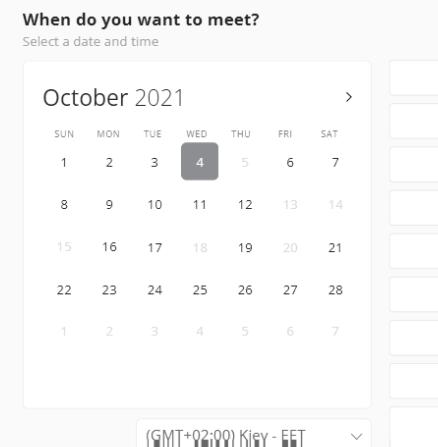 When do you want to meet?
Select a date and time
October 2021
SUN MON TUE WED THU FRI SAT
1 2 3 4 5 6 7
8 9 10 11 12 13 14
15 16 17 18 19 20 21
22 23 24 25 26 27 28
1 2 3 4 5 6 7
(GMT+02:00) Kiev - EET